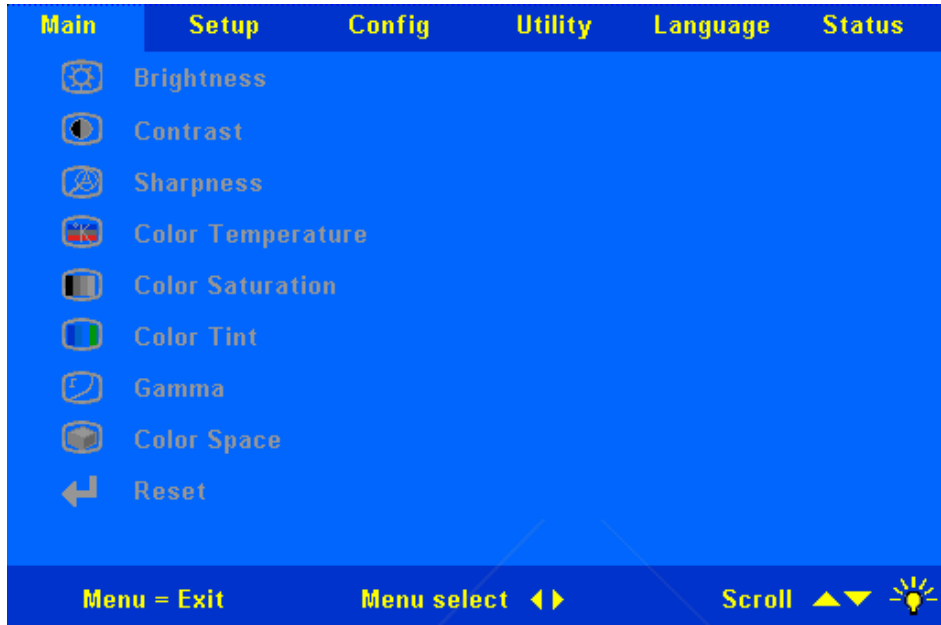 Main Setup Config Utility Language Status
Brightness
Contrast
Sharpness
°K Color Temperature
Color Saturation
Color Tint
Gamma
Color Space
Reset
Menu = Exit Menu select Scroll